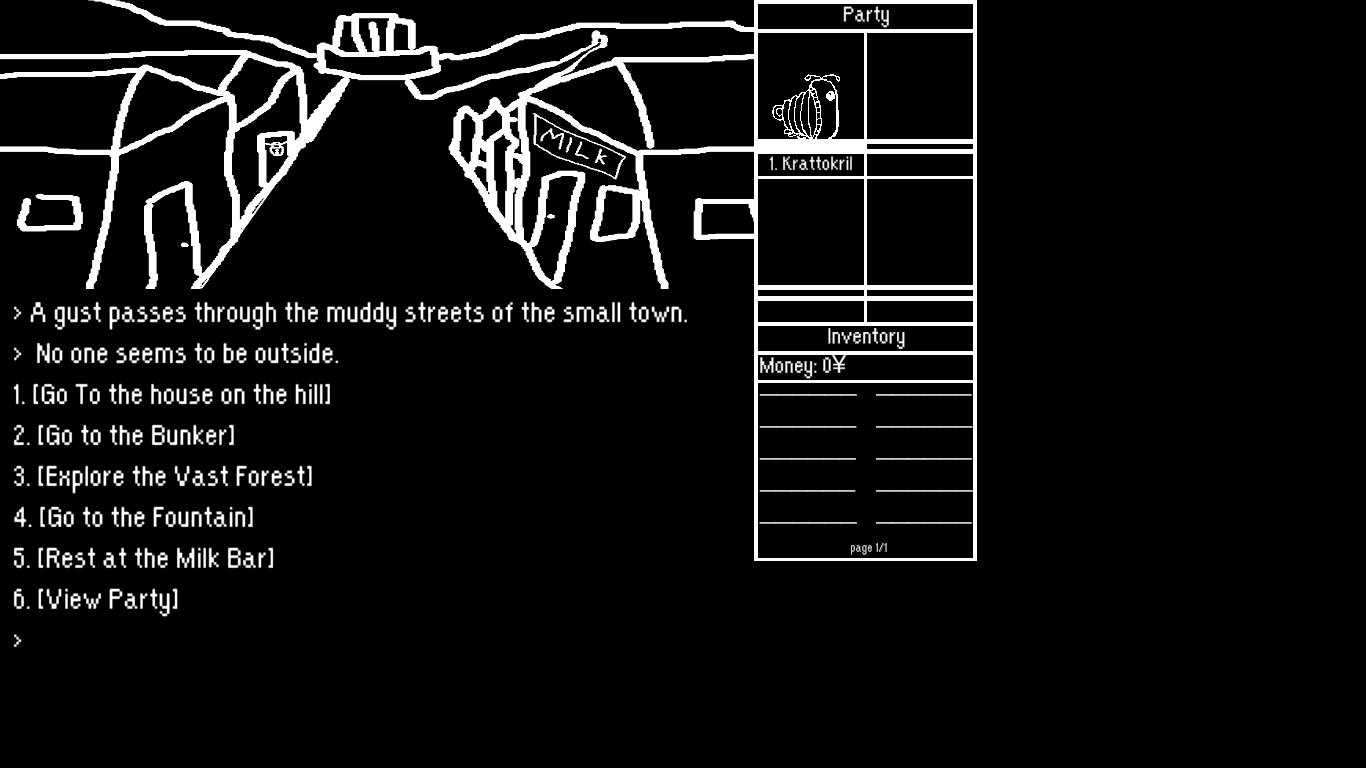 MILK
> A gust passes through the muddy streets of the small town.
> No one seems to be outside.
1. [Go To the house on the hill]
2. [Go to the Bunker]
3. [Explore the Vast Forest]
4. [Go to the Fountain]
5. [Rest at the Milk Bar]
6. [View Party]
>
Party
1. Krattokril
Inventory
Money: 0¥
page 1/1